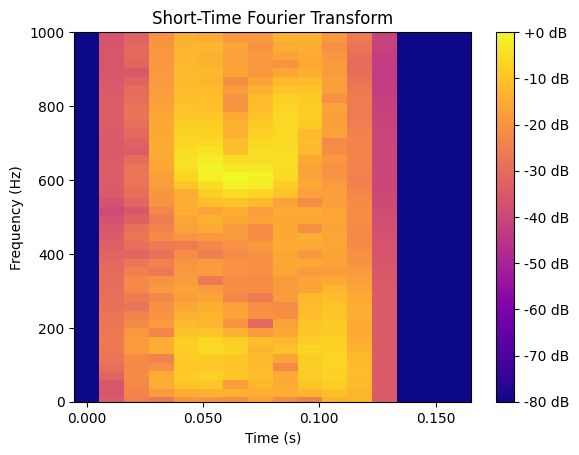 Short-Time Fourier Transform
1000
800
600
400
200
0
Frequency (Hz)
0.000
0.050
0.100
0.150
Time (s)
+0 dB
-10 dB
-20 dB
-30 dB
-40 dB
-50 dB
-60 dB
-70 dB
-80 dB